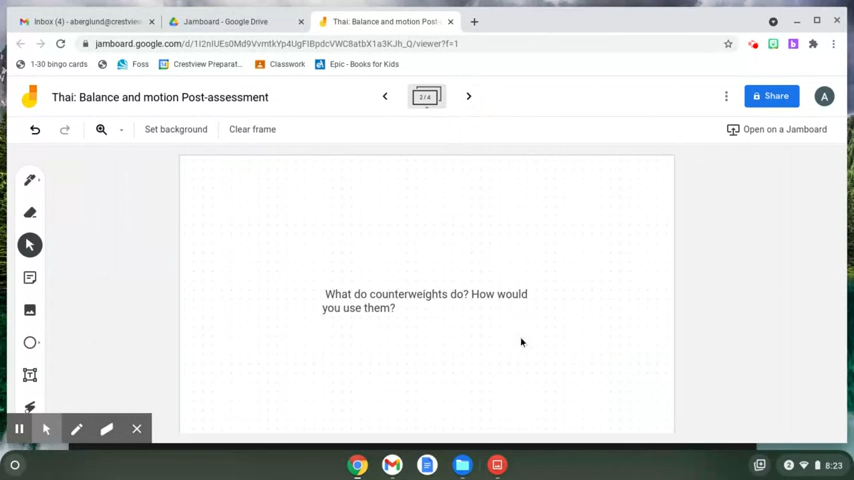 Inbox (4) - aberglund@crestview
Jamboard - Google Drive
Thai: Balance and motion Post-
jamboard.google.com/d/1I2nIUEs0Md9VvmtkYp4UgFIBpdcVWC8atbX1a3KJh_Q/viewer?f=1
1-30 bingo cards
Foss
Crestview Preparat...
Classwork
Epic - Books for Kids
Thai: Balance and motion Post-assessment
2/4
Share
A
Set background
Clear frame
Open on a Jamboard
What do counterweights do? How would
you use them?
2
8:23